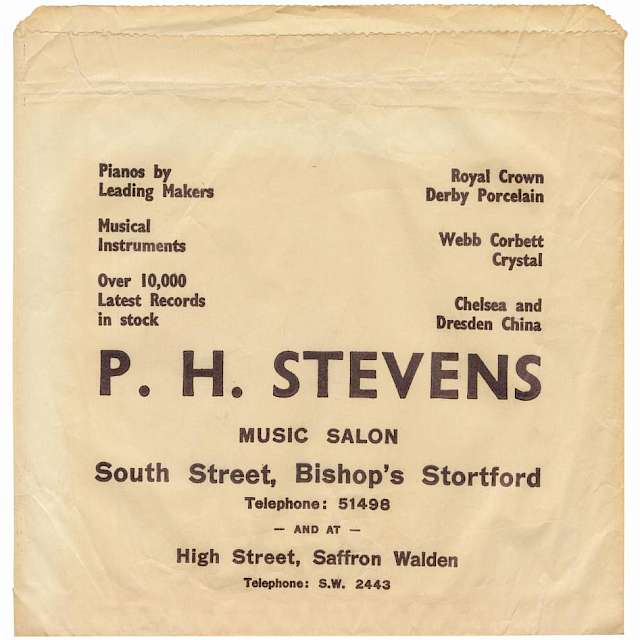 Pianos by
Leading Makers
Musical
Instruments
Over 10,000
Latest Records
in stock
Royal Crown
Derby Porcelain
Webb Corbett
Crystal
Chelsea and
Dresden China
P. H. STEVENS
MUSIC SALON
South Street, Bishop's Stortford
Telephone: 51498
— AND AT —
High Street, Saffron Walden
Telephone: S.W. 2443